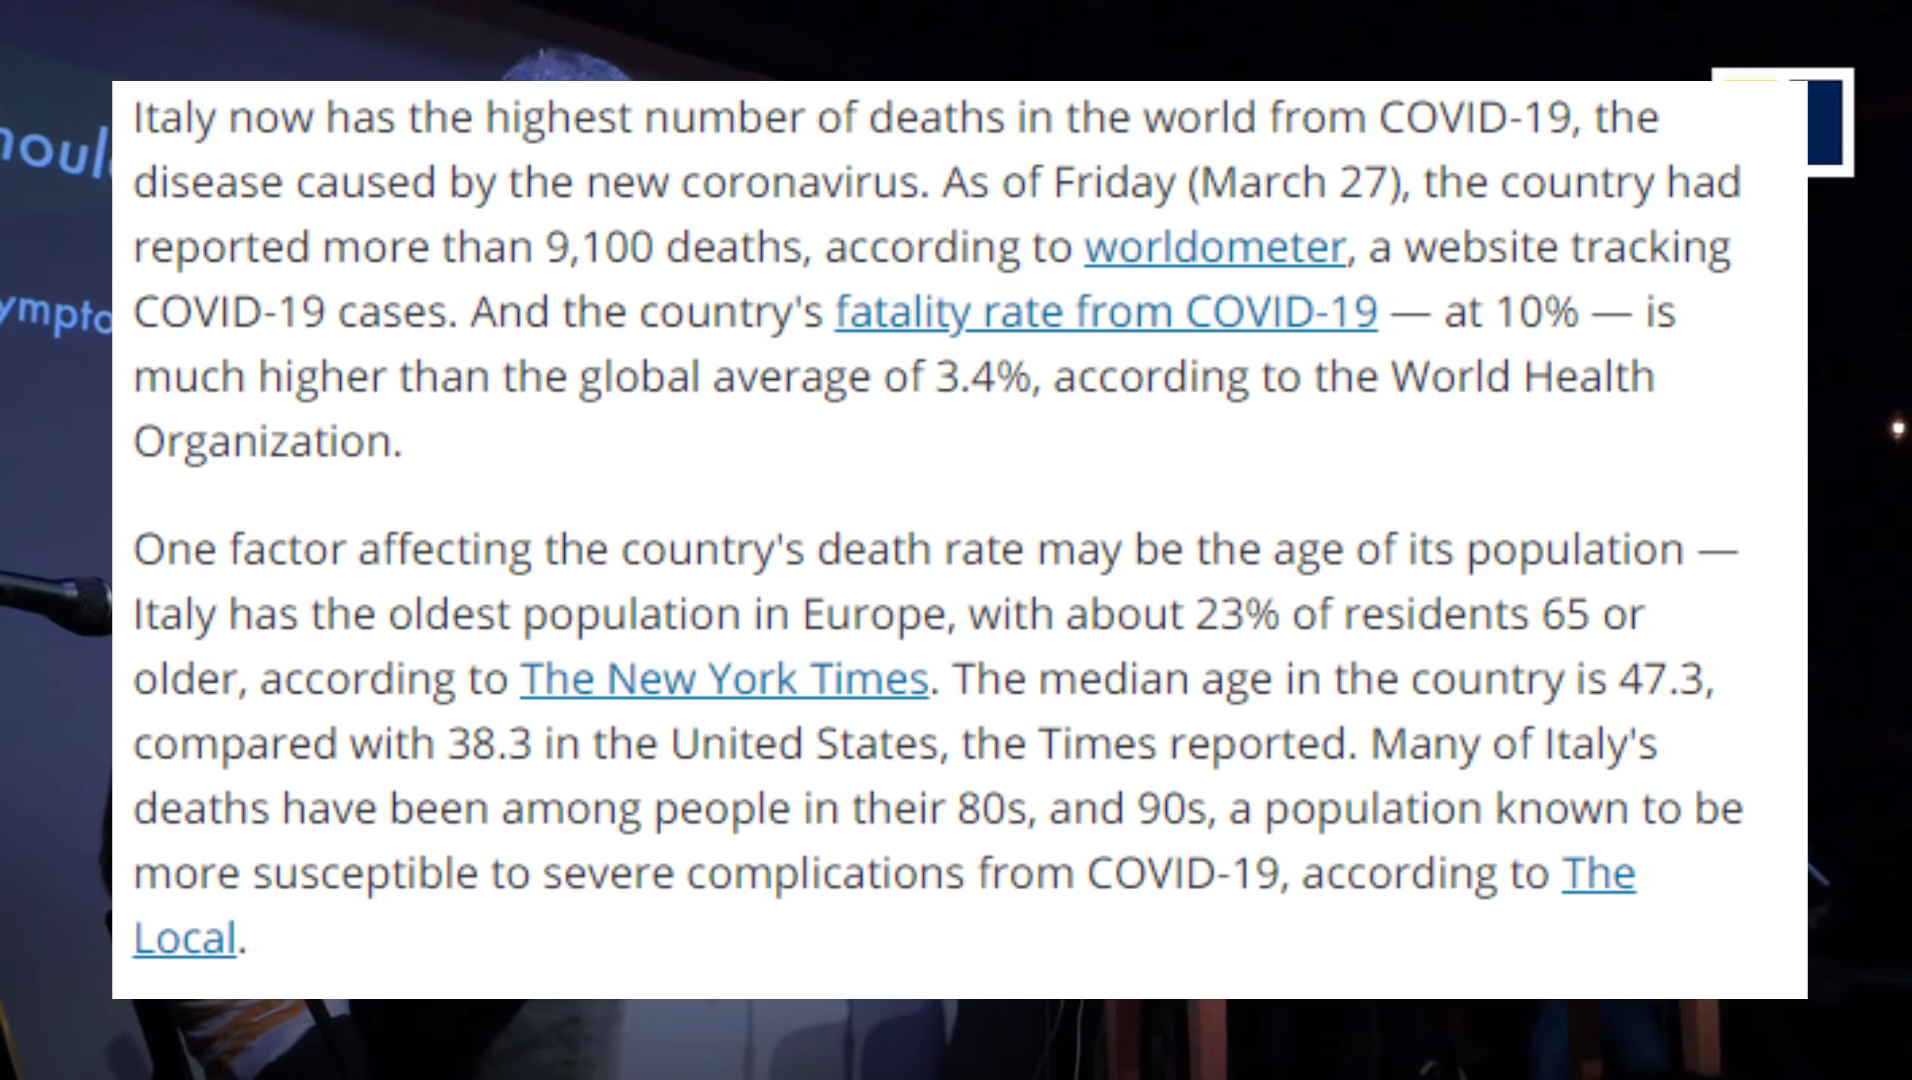 Italy now has the highest number of deaths in the world from COVID-19, the
disease caused by the new coronavirus. As of Friday (March 27), the country had
reported more than 9,100 deaths, according to worldometer, a website tracking
COVID-19 cases. And the country's fatality rate from COVID-19 — at 10% — is
much higher than the global average of 3.4%, according to the World Health
Organization.
One factor affecting the country's death rate may be the age of its population —
Italy has the oldest population in Europe, with about 23% of residents 65 or
older, according to The New York Times. The median age in the country is 47.3,
compared with 38.3 in the United States, the Times reported. Many of Italy's
deaths have been among people in their 80s, and 90s, a population known to be
more susceptible to severe complications from COVID-19, according to The
Local.